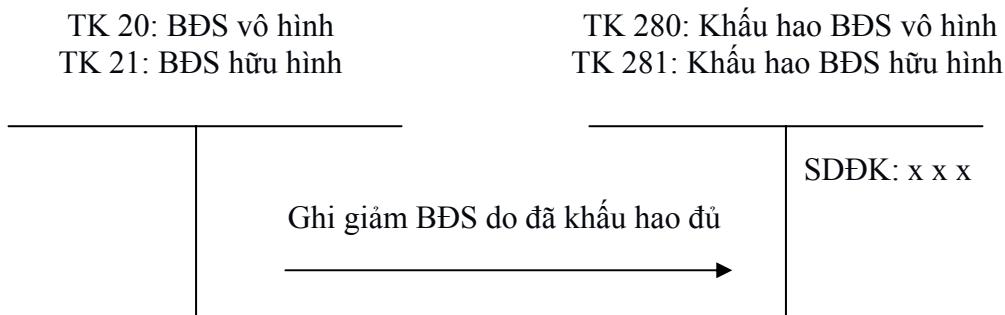 TK 20: BĐS vô hình
TK 21: BĐS hữu hình
TK 280: Khấu hao BĐS vô hình
TK 281: Khấu hao BĐS hữu hình
SDĐK: x x x
Ghi giảm BĐS do đã khấu hao đủ